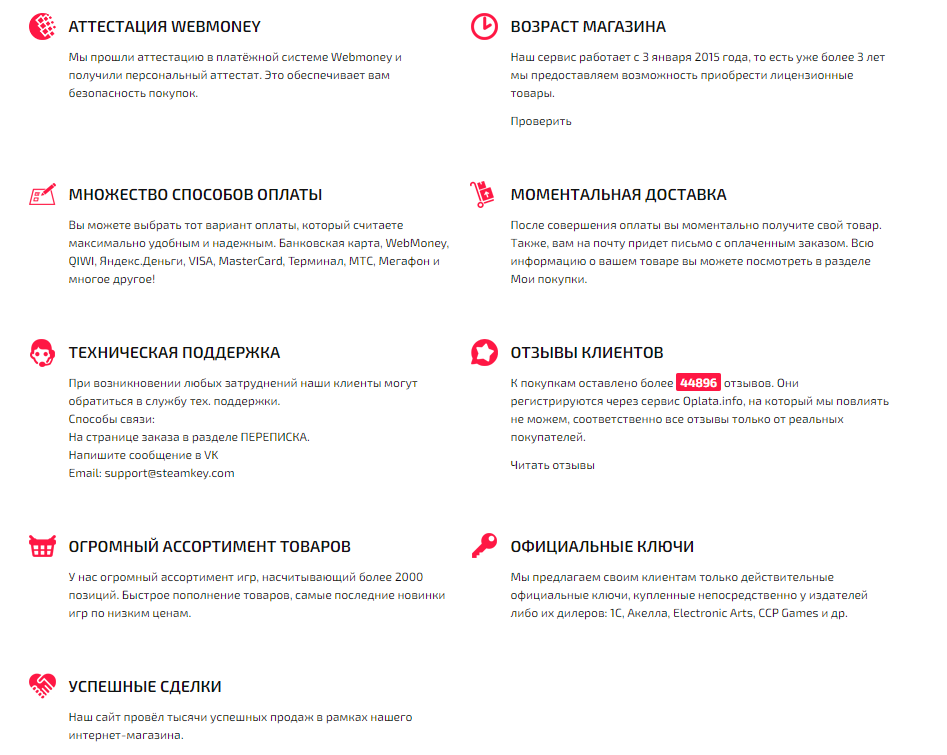 АТТЕСТАЦИЯ WEBMONEY
Мы прошли аттестацию в платёжной системе Webmoney и
получили персональный аттестат. Это обеспечивает вам
безопасность покупок.
ВОЗРАСТ МАГАЗИНА
Наш сервис работает с 3 января 2015 года, то есть уже более 3 лет
мы предоставляем возможность приобрести лицензионные
товары.
Проверить
МНОЖЕСТВО СПОСОБОВ ОПЛАТЫ
Вы можете выбрать тот вариант оплаты, который считаете
максимально удобным и надежным. Банковская карта, WebMoney,
QIWI, Яндекс.Деньги, VISA, MasterCard, Терминал, МТС, Мегафон и
многое другое!
МОМЕНТАЛЬНАЯ ДОСТАВКА
После совершения оплаты вы моментально получите свой товар.
Также, вам на почту придет письмо с оплаченным заказом. Всю
информацию о вашем товаре вы можете посмотреть в разделе
Мои покупки.
ТЕХНИЧЕСКАЯ ПОДДЕРЖКА
При возникновении любых затруднений наши клиенты могут
обратиться в службу тех. поддержки.
Способы связи:
На странице заказа в разделе ПЕРЕПИСКА.
Напишите сообщение в VK
Email: support@steamkey.com
ОТЗЫВЫ КЛИЕНТОВ
К покупкам оставлено более 44896 отзывов. Они
регистрируются через сервис Oplata.info, на который мы повлиять
не можем, соответственно все отзывы только от реальных
покупателей.
Читать отзывы
ОГРОМНЫЙ АССОРТИМЕНТ ТОВАРОВ
У нас огромный ассортимент игр, насчитывающий более 2000
позиций. Быстрое пополнение товаров, самые последние новинки
игр по низким ценам.
ОФИЦИАЛЬНЫЕ КЛЮЧИ
Мы предлагаем своим клиентам только действительные
официальные ключи, купленные непосредственно у издателей
либо их дилеров: 1С, Акелла, Electronic Arts, CCP Games и др.
УСПЕШНЫЕ СДЕЛКИ
Наш сайт провёл тысячи успешных продаж в рамках нашего
интернет-магазина.